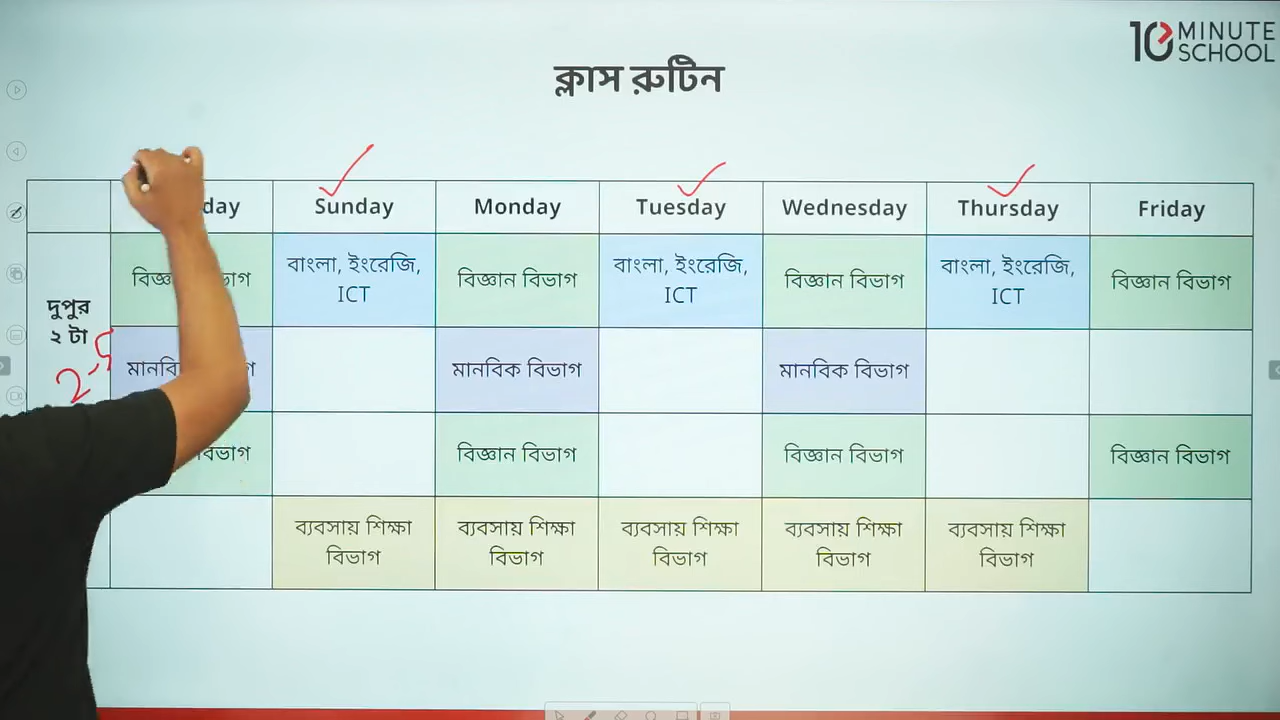 10 MINUTE
SCHOOL
ক্লাস রুটিন
day Sunday Monday Tuesday Wednesday Thursday Friday
দুপুর
২ টা
বাংলা, ইংরেজি,
ICT
বিজ্ঞান বিভাগ
বাংলা, ইংরেজি,
ICT
বিজ্ঞান বিভাগ
বাংলা, ইংরেজি,
ICT
বিজ্ঞান বিভাগ
মানবিক বিভাগ
মানবিক বিভাগ
বিভাগ
বিজ্ঞান বিভাগ
বিজ্ঞান বিভাগ
বিজ্ঞান বিভাগ
ব্যবসায় শিক্ষা
বিভাগ
ব্যবসায় শিক্ষা
বিভাগ
ব্যবসায় শিক্ষা
বিভাগ
ব্যবসায় শিক্ষা
বিভাগ
ব্যবসায় শিক্ষা
বিভাগ